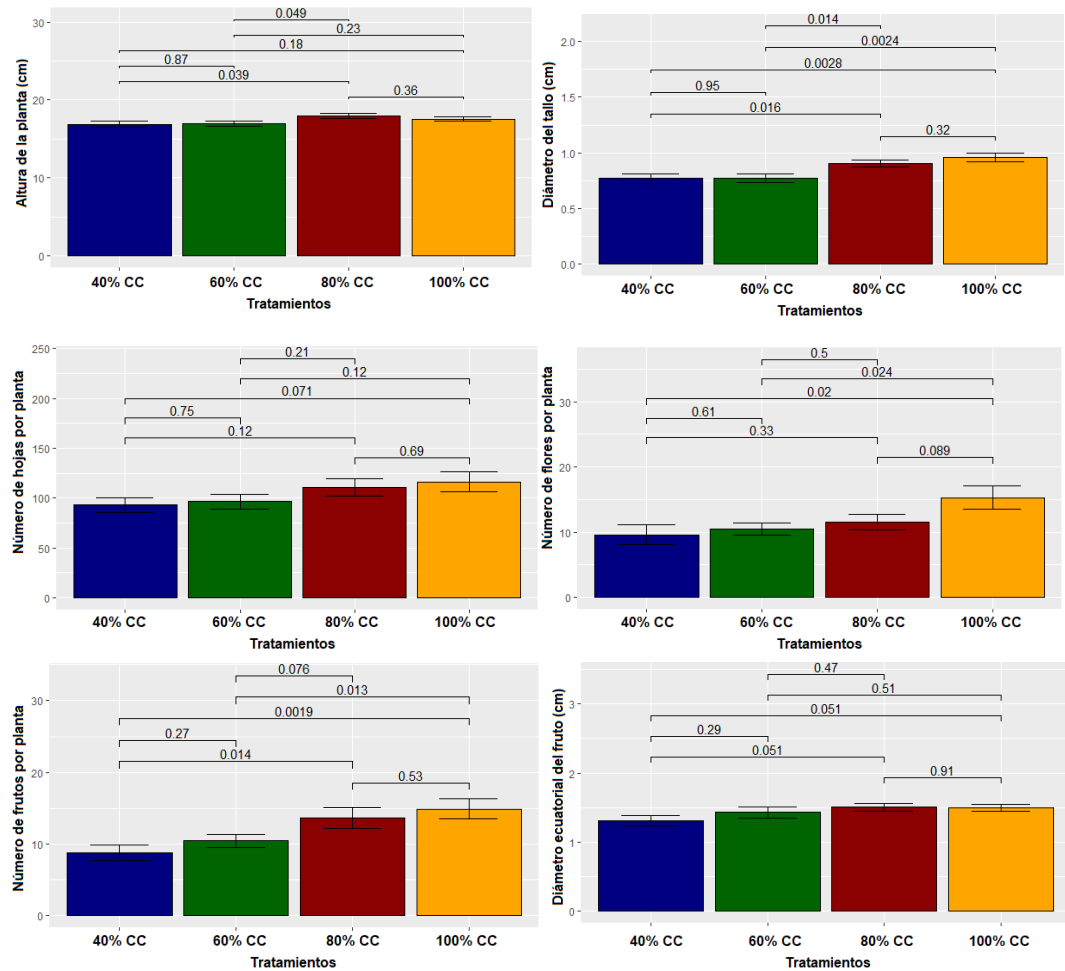 Altura de la planta (cm)
30
20
10
0
0.049
0.23
0.18
0.87
0.039
0.36
40% CC
60% CC
80% CC
100% CC
Tratamientos
Diámetro del tallo (cm)
2.0
1.5
1.0
0.5
0.0
0.014
0.0024
0.0028
0.95
0.016
0.32
40% CC
60% CC
80% CC
100% CC
Tratamientos
Número de hojas por planta
250
200
150
100
50
0
0.21
0.12
0.071
0.75
0.12
0.69
40% CC
60% CC
80% CC
100% CC
Tratamientos
Número de flores por planta
30
20
10
0
0.5
0.024
0.02
0.61
0.33
0.089
40% CC
60% CC
80% CC
100% CC
Tratamientos
Número de frutos por planta
30
20
10
0
0.076
0.013
0.0019
0.27
0.014
0.53
40% CC
60% CC
80% CC
100% CC
Tratamientos
Diámetro ecuatorial del fruto (cm)
3
2
1
0
0.47
0.51
0.051
0.29
0.051
0.91
40% CC
60% CC
80% CC
100% CC
Tratamientos